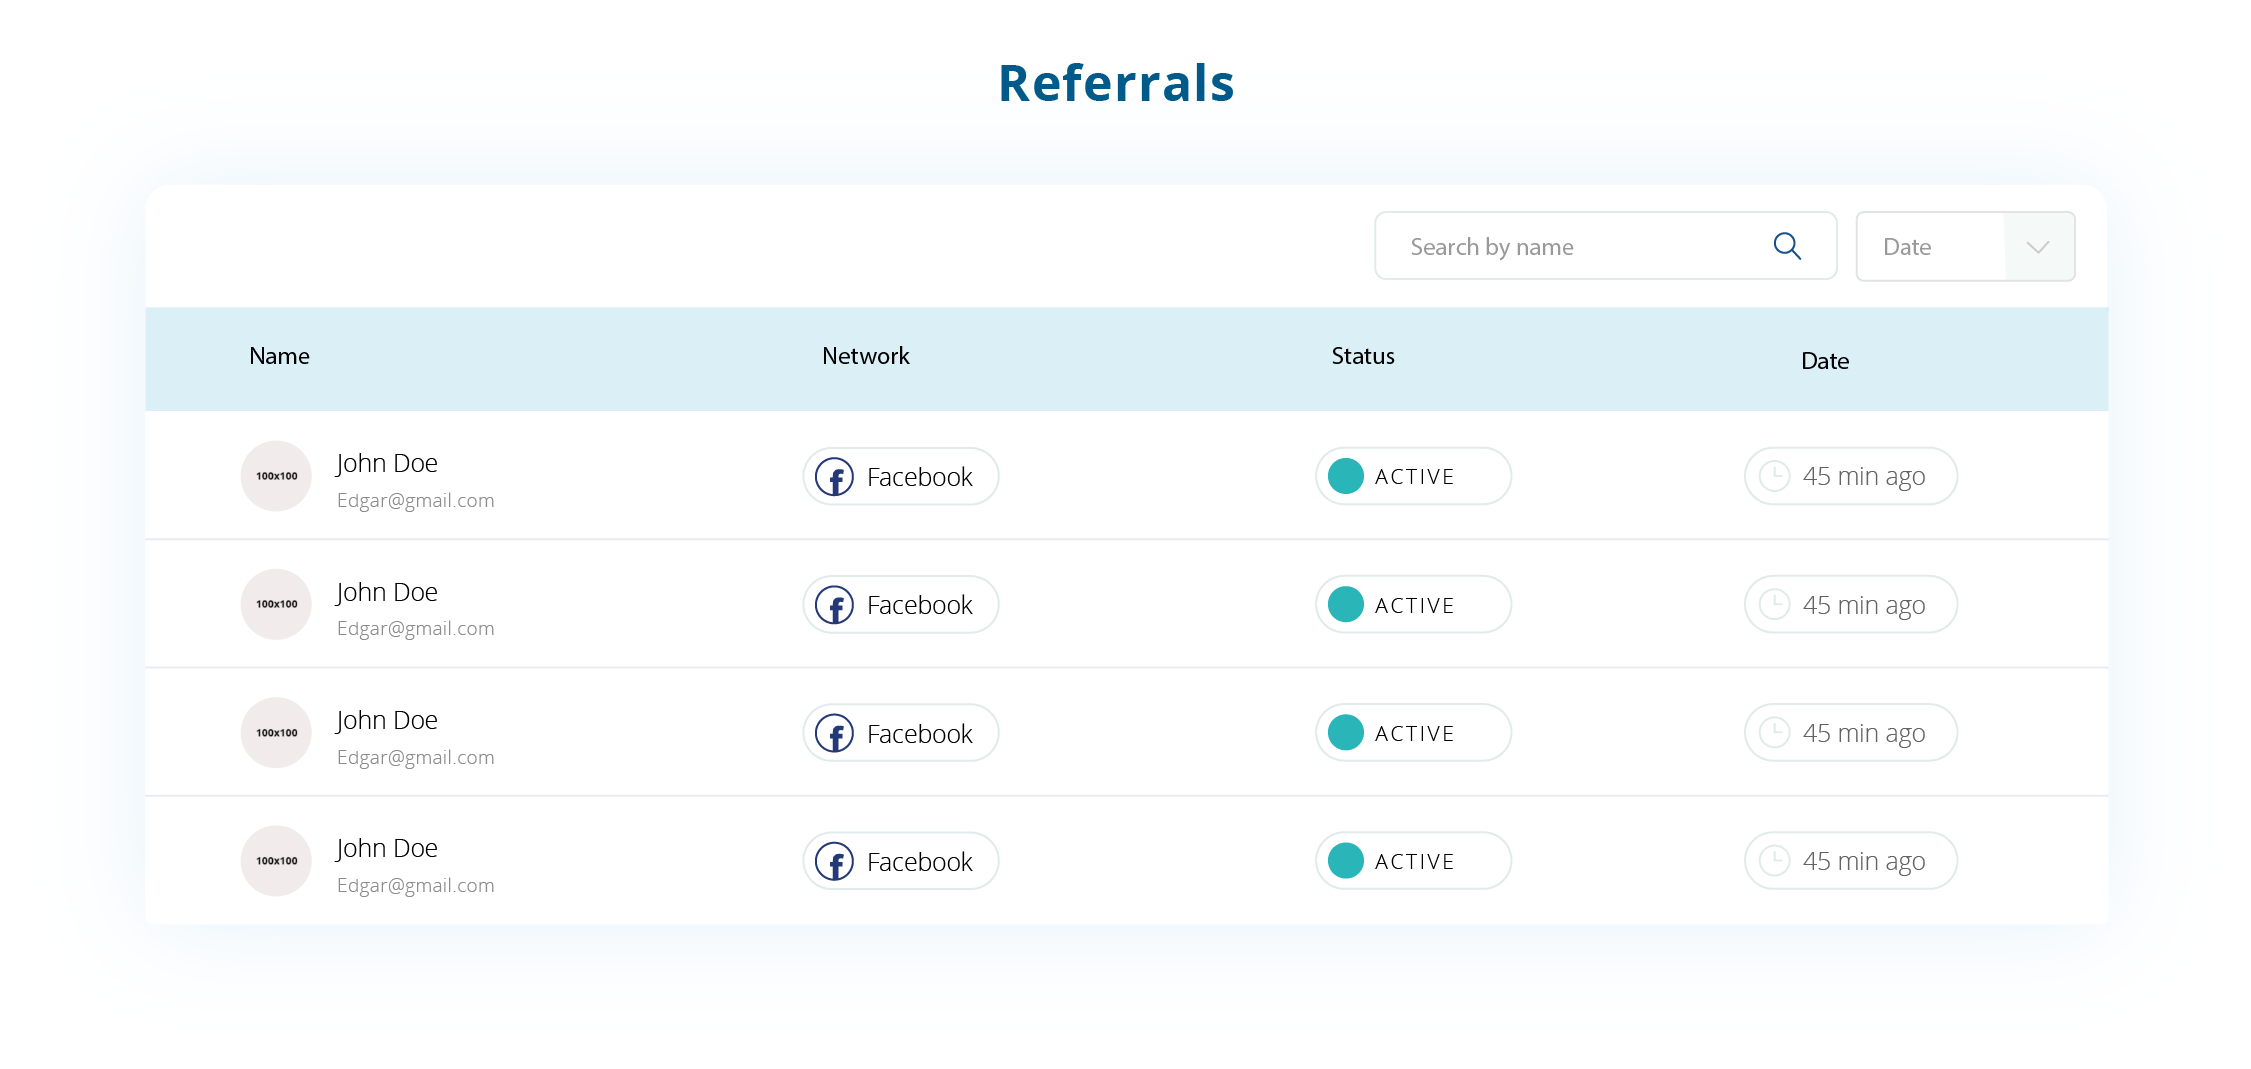 Referrals
Search by name
Date
Name Network Status Date
100x100 John Doe Facebook ACTIVE 45 min ago
Edgar@gmail.com
100x100 John Doe Facebook ACTIVE 45 min ago
Edgar@gmail.com
100x100 John Doe Facebook ACTIVE 45 min ago
Edgar@gmail.com
100x100 John Doe Facebook ACTIVE 45 min ago
Edgar@gmail.com